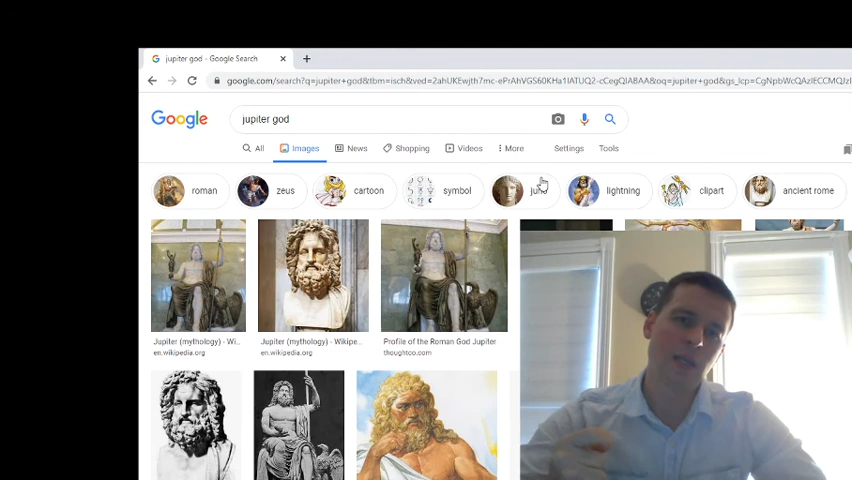 jupiter god - Google Search
google.com/search?q=jupiter+god&tbm=isch&ved=2ahUKEwjth7mc-ePrAhVGS60KHa1IATUQ2-cCegQIABAA&oq=jupiter+god&gs_lcp=CgNpbWcQAzIECCMQJzI
Google
jupiter god
All Images News Shopping Videos More Settings Tools
roman zeus cartoon symbol juno lightning clipart ancient rome
Jupiter (mythology) - Wi... Jupiter (mythology) - Wikipe... Profile of the Roman God Jupiter
en.wikipedia.org en.wikipedia.org thoughtco.com